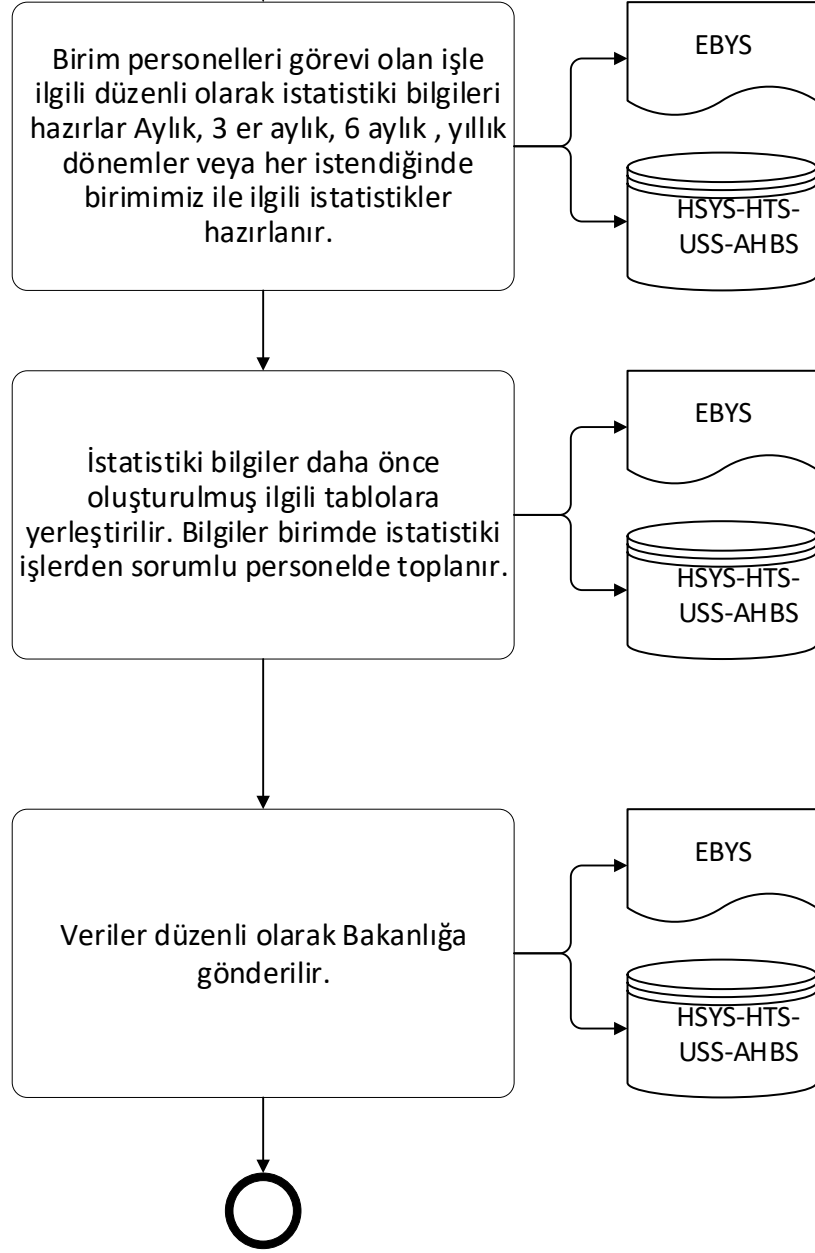 Birim personelleri görevi olan işle
ilgili düzenli olarak istatistiki bilgileri
hazırlar Aylık, 3 er aylık, 6 aylık , yıllık
dönemler veya her istendiğinde
birimimiz ile ilgili istatistikler
hazırlanır.
EBYS
HSYS-HTS-
USS-AHBS
İstatistiki bilgiler daha önce
oluşturulmuş ilgili tablolara
yerleştirilir. Bilgiler birimde istatistiki
işlerden sorumlu personelde toplanır.
EBYS
HSYS-HTS-
USS-AHBS
Veriler düzenli olarak Bakanlığa
gönderilir.
EBYS
HSYS-HTS-
USS-AHBS